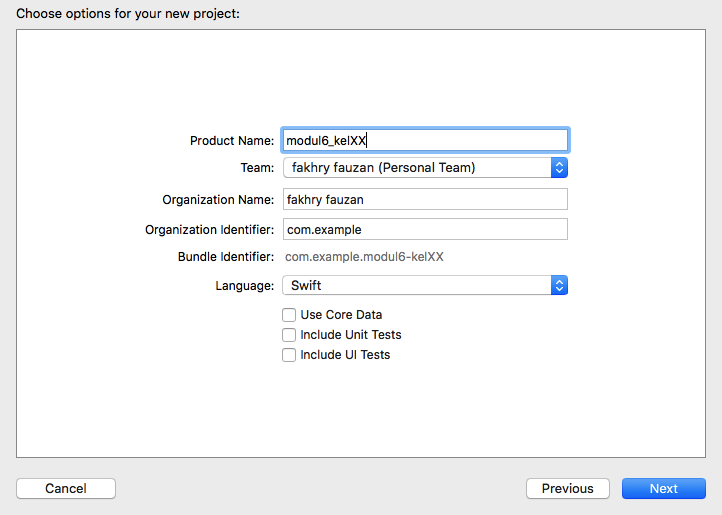 Choose options for your new project:
Product Name: modul6_kelXX
Team: fakhry fauzan (Personal Team)
Organization Name: fakhry fauzan
Organization Identifier: com.example
Bundle Identifier: com.example.modul6-kelXX
Language: Swift
Use Core Data
Include Unit Tests
Include UI Tests
Cancel Previous Next